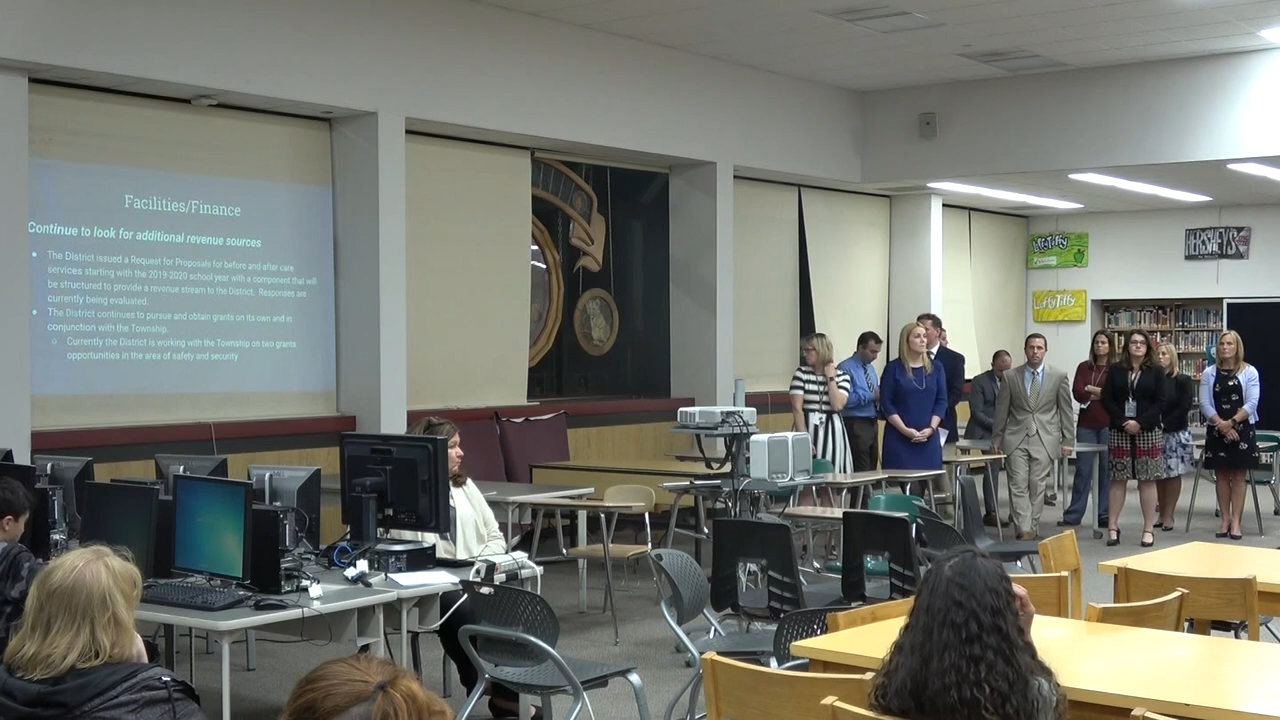 Facilities/Finance
Continue to look for additional revenue sources
● The District issued a Request for Proposals for before and after care
services starting with the 2019-2020 school year with a component that will
be structured to provide a revenue stream to the District. Responses are
currently being evaluated.
● The District continues to pursue and obtain grants on its own and in
conjunction with the Township.
○ Currently the District is working with the Township on two grants
opportunities in the area of safety and security
Laffy Taffy
HERSHEY'S
Laffy Taffy